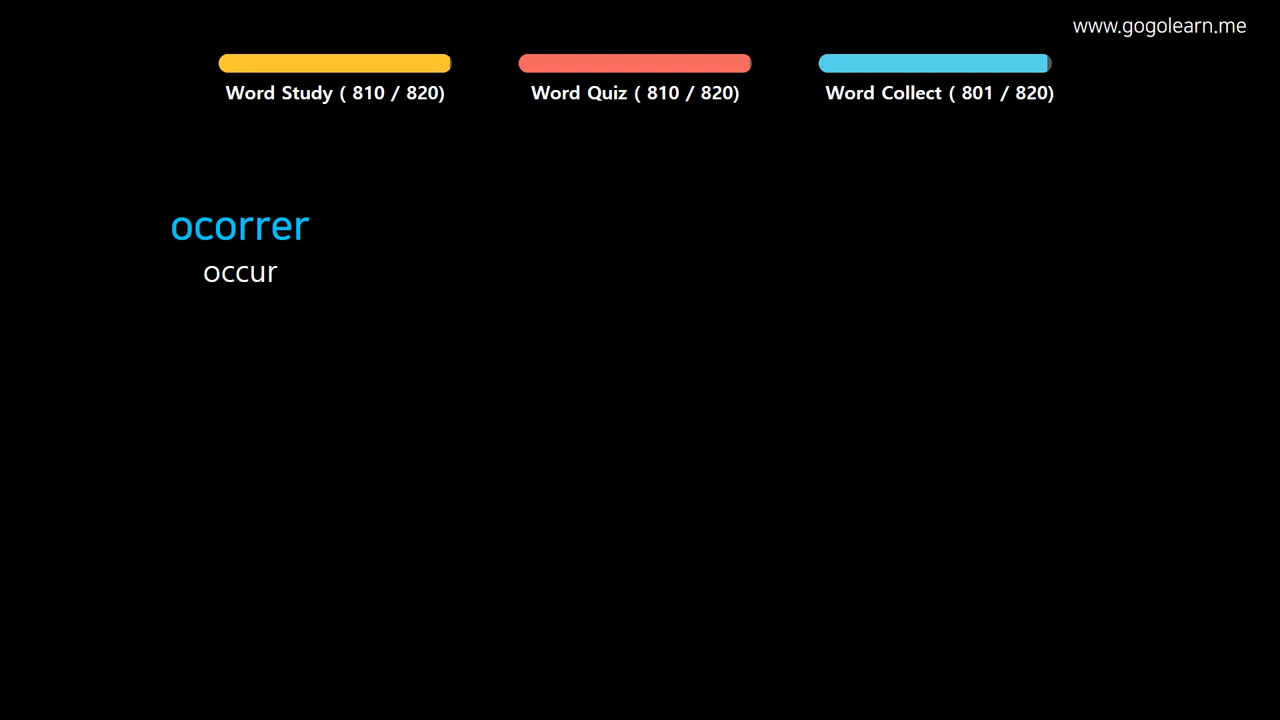 www.gogolearn.me
Word Study ( 810 / 820)
Word Quiz ( 810 / 820)
Word Collect ( 801 / 820)
ocorrer
occur